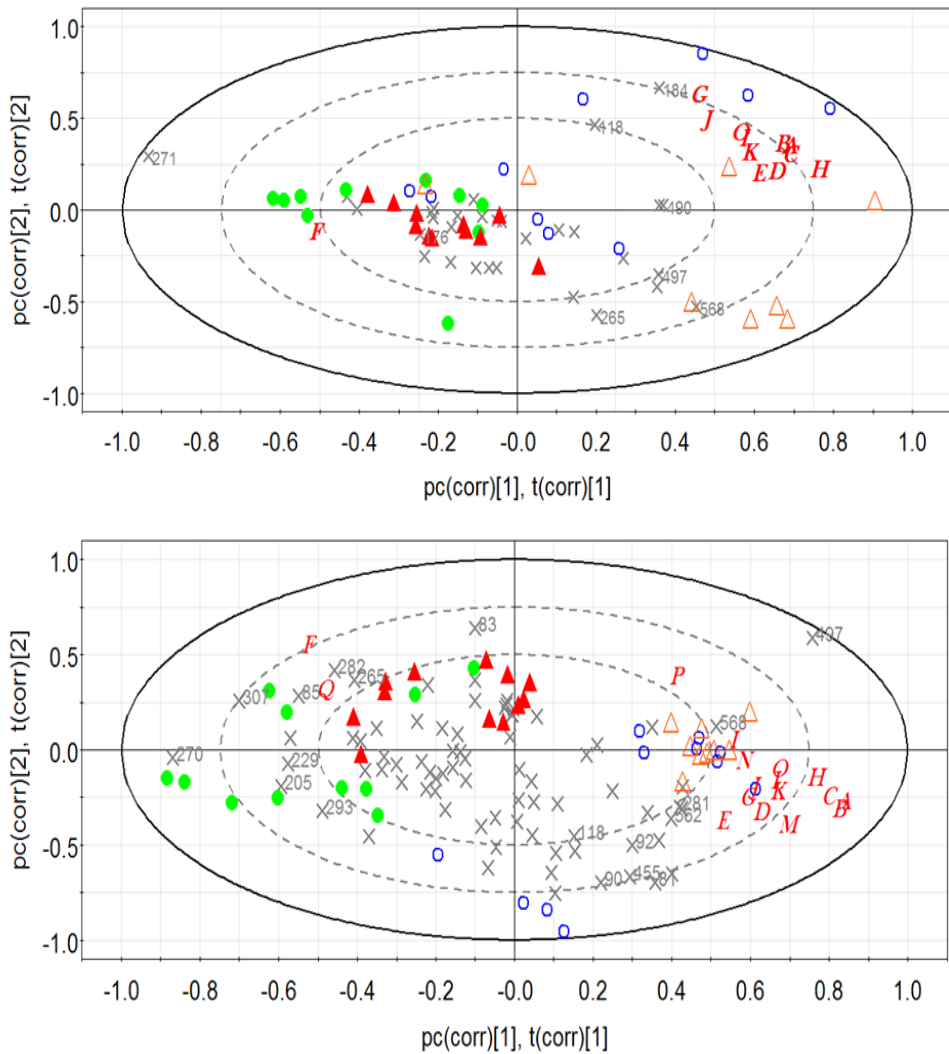 1.0
0.5
0.0
-0.5
-1.0
pc(corr)[2], t(corr)[2]
184
G
118
J
O
B
A
K
C
E
D
H
271
490
F
76
497
568
265
-1.0
-0.8
-0.6
-0.4
-0.2
-0.0
0.2
0.4
0.6
0.8
1.0
pc(corr)[1], t(corr)[1]
1.0
0.5
0.0
-0.5
-1.0
pc(corr)[2], t(corr)[2]
83
497
F
282
265
P
Q
307
85
568
I
270
229
N
O
205
J
L
H
293
281
G
K
C
A
562
D
B
E
M
118
92
90
455
81
-1.0
-0.8
-0.6
-0.4
-0.2
-0.0
0.2
0.4
0.6
0.8
1.0
pc(corr)[1], t(corr)[1]